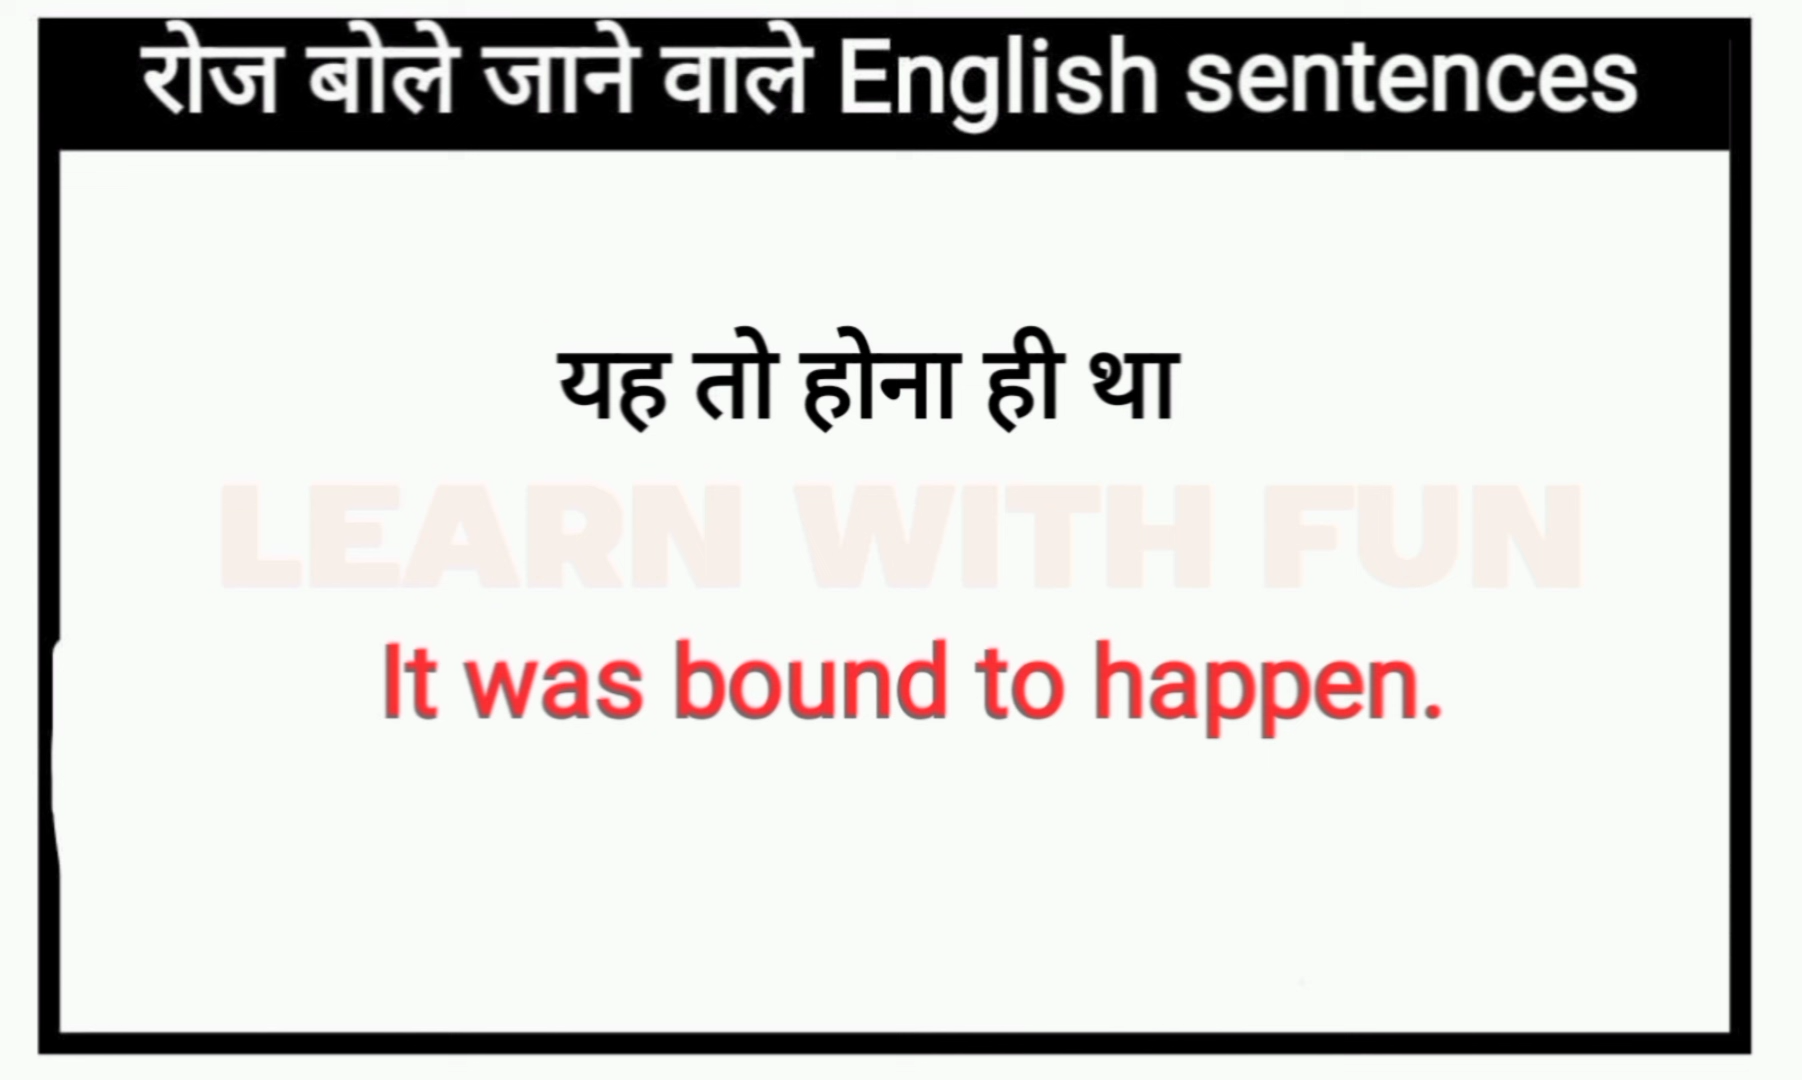 रोज बोले जाने वाले English sentences
यह तो होना ही था
LEARN WITH FUN
It was bound to happen.